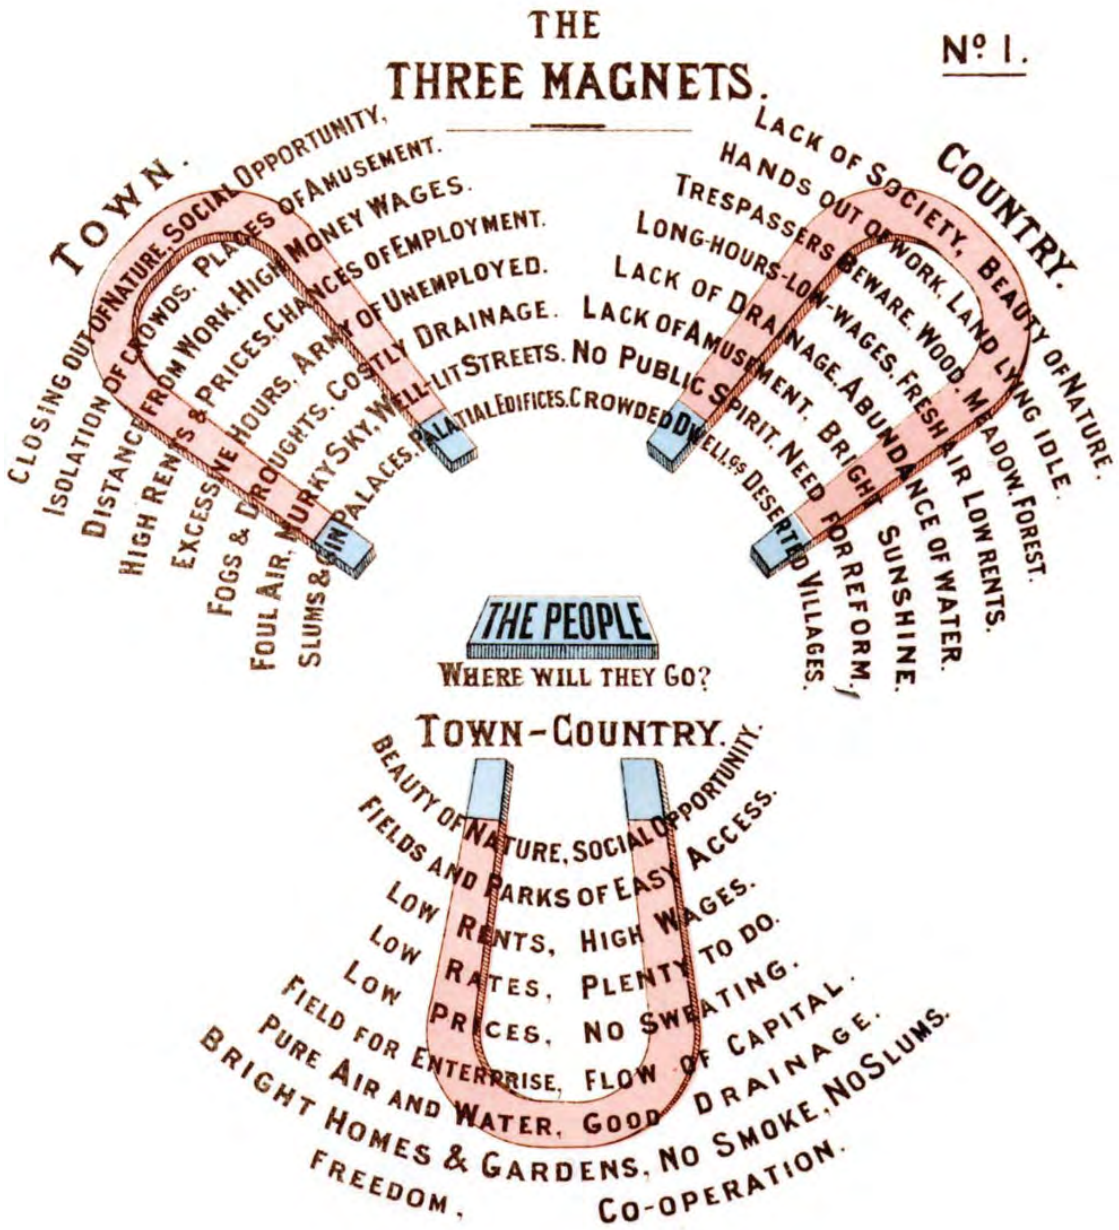 THE
THREE MAGNETS.
Nº 1.
TOWN.
CLOSING OUT OF NATURE, SOCIAL OPPORTUNITY,
ISOLATION OF CROWDS. PLACES OF AMUSEMENT.
DISTANCE FROM WORK. HIGH MONEY WAGES.
HIGH RENTS & PRICES, CHANCES OF EMPLOYMENT.
EXCESSIVE HOURS, ARMY OF UNEMPLOYED.
FOGS & DROUGHTS. COSTLY DRAINAGE.
FOUL AIR, MURKY SKY, WELL-LIT STREETS.
SLUMS & GIN PALACES, PALATIAL EDIFICES.
COUNTRY.
LACK OF SOCIETY, BEAUTY OF NATURE.
HANDS OUT OF WORK, LAND LYING IDLE.
TRESPASSERS BEWARE. WOOD, MEADOW, FOREST.
LONG-HOURS-LOW-WAGES, FRESH AIR LOW RENTS.
LACK OF DRAINAGE, ABUNDANCE OF WATER.
LACK OF AMUSEMENT, BRIGHT SUNSHINE.
NO PUBLIC SPIRIT, NEED FOR REFORM,
CROWDED DWELLGS DESERTED VILLAGES.
THE PEOPLE
WHERE WILL THEY GO?
TOWN-COUNTRY.
BEAUTY OF NATURE, SOCIAL OPPORTUNITY.
FIELDS AND PARKS OF EASY ACCESS.
LOW RENTS, HIGH WAGES.
LOW RATES, PLENTY TO DO.
LOW PRICES, NO SWEATING.
FIELD FOR ENTERPRISE, FLOW OF CAPITAL.
PURE AIR AND WATER, GOOD DRAINAGE.
BRIGHT HOMES & GARDENS, NO SMOKE, NO SLUMS.
FREEDOM, CO-OPERATION.